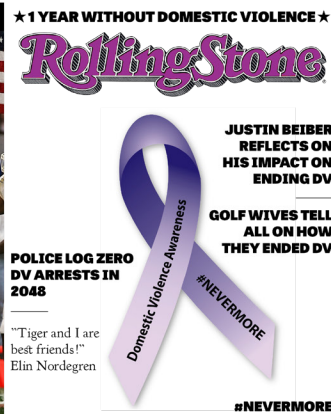 ★1 YEAR WITHOUT DOMESTIC VIOLENCE★
RollingStone
JUSTIN BEIBER
REFLECTS ON
HIS IMPACT ON
ENDING DV
GOLF WIVES TELL
ALL ON HOW
THEY ENDED DV
POLICE LOG ZERO
DV ARRESTS IN
2048
"Tiger and I are
best friends!"
Elin Nordegren
Domestic Violence Awareness
#NEVERMORE
#NEVERMORE